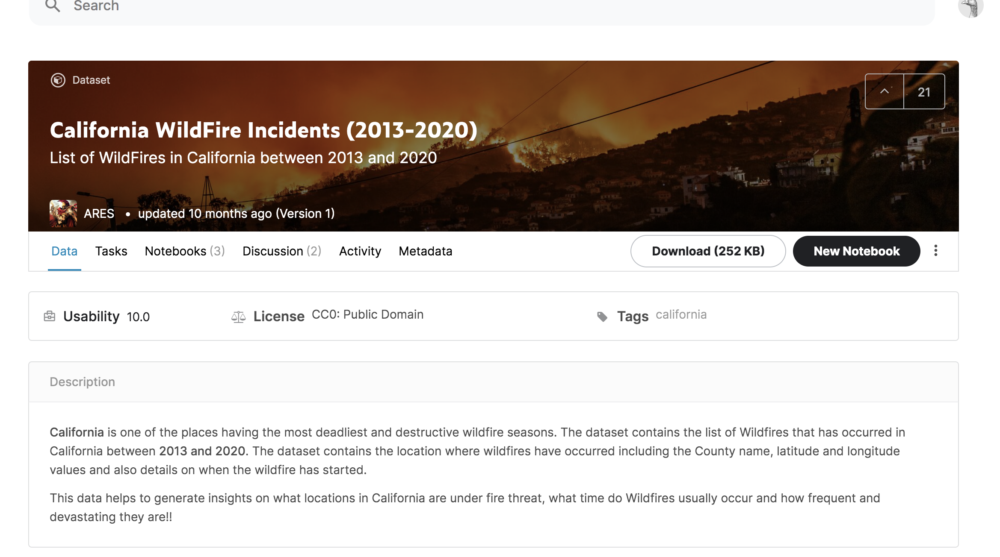 Search
Dataset
21
California WildFire Incidents (2013-2020)
List of WildFires in California between 2013 and 2020
ARES • updated 10 months ago (Version 1)
Data Tasks Notebooks (3) Discussion (2) Activity Metadata Download (252 KB) New Notebook
Usability 10.0 License CC0: Public Domain Tags california
Description
California is one of the places having the most deadliest and destructive wildfire seasons. The dataset contains the list of Wildfires that has occurred in
California between 2013 and 2020. The dataset contains the location where wildfires have occurred including the County name, latitude and longitude
values and also details on when the wildfire has started.
This data helps to generate insights on what locations in California are under fire threat, what time do Wildfires usually occur and how frequent and
devastating they are!!